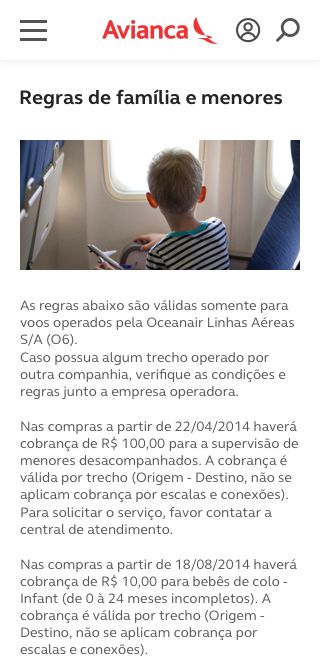 Avianca
Regras de família e menores
As regras abaixo são válidas somente para
voos operados pela Oceanair Linhas Aéreas
S/A (O6).
Caso possua algum trecho operado por
outra companhia, verifique as condições e
regras junto a empresa operadora.
Nas compras a partir de 22/04/2014 haverá
cobrança de R$ 100,00 para a supervisão de
menores desacompanhados. A cobrança é
válida por trecho (Origem - Destino, não se
aplicam cobrança por escalas e conexões).
Para solicitar o serviço, favor contatar a
central de atendimento.
Nas compras a partir de 18/08/2014 haverá
cobrança de R$ 10,00 para bebês de colo -
Infant (de 0 à 24 meses incompletos). A
cobrança é válida por trecho (Origem -
Destino, não se aplicam cobrança por
escalas e conexões).